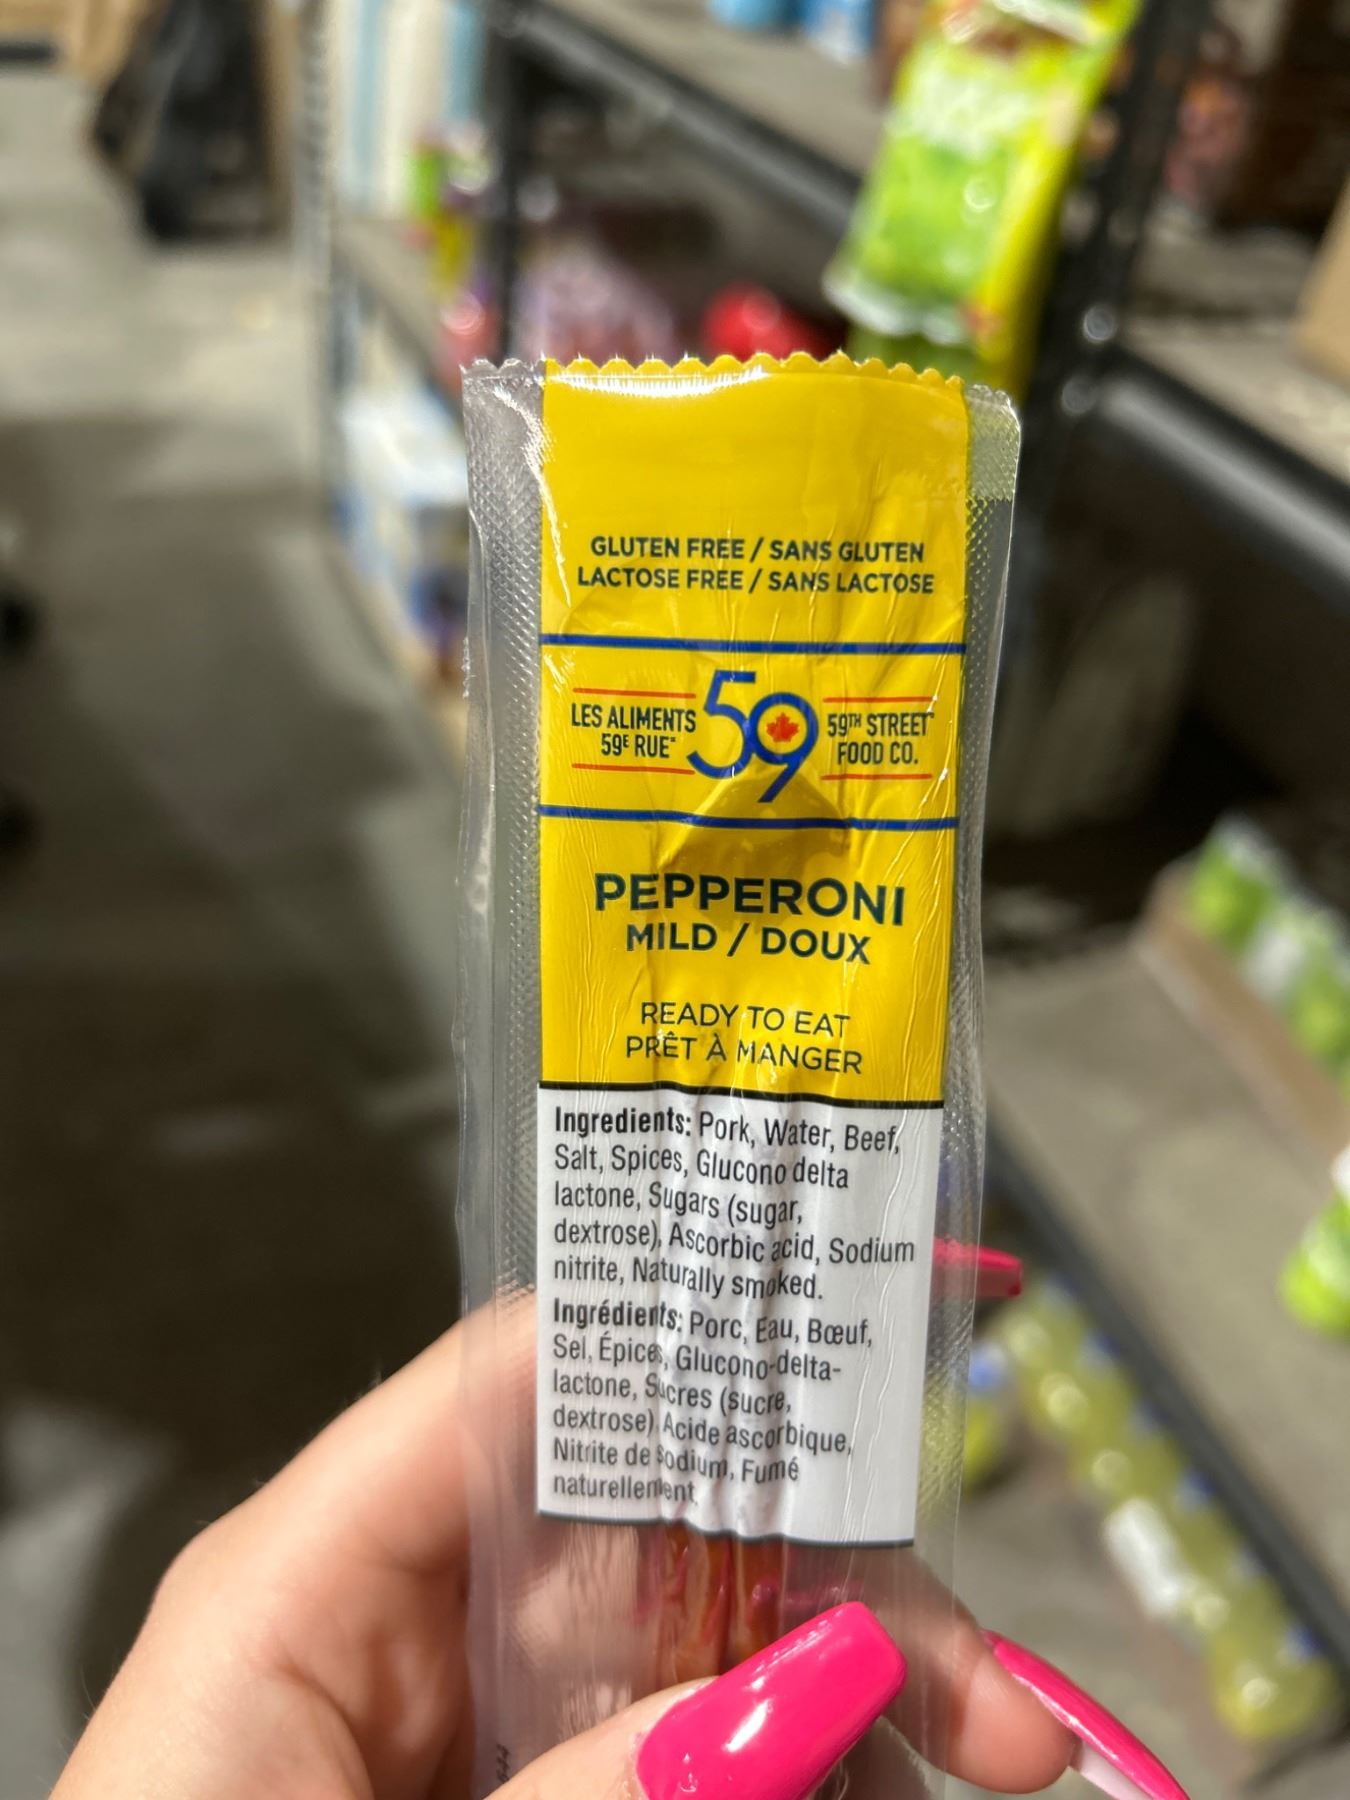 GLUTEN FREE / SANS GLUTEN
LACTOSE FREE / SANS LACTOSE
LES ALIMENTS
59E RUE
59
59TH STREET
FOOD CO.
PEPPERONI
MILD / DOUX
READY TO EAT
PRÊT À MANGER
Ingredients: Pork, Water, Beef,
Salt, Spices, Glucono delta
lactone, Sugars (sugar,
dextrose), Ascorbic acid, Sodium
nitrite, Naturally smoked.
Ingrédients: Porc, Eau, Bœuf,
Sel, Épices, Glucono-delta-
lactone, Sucres (sucre,
dextrose) Acide ascorbique,
Nitrite de sodium, Fumé
naturellement